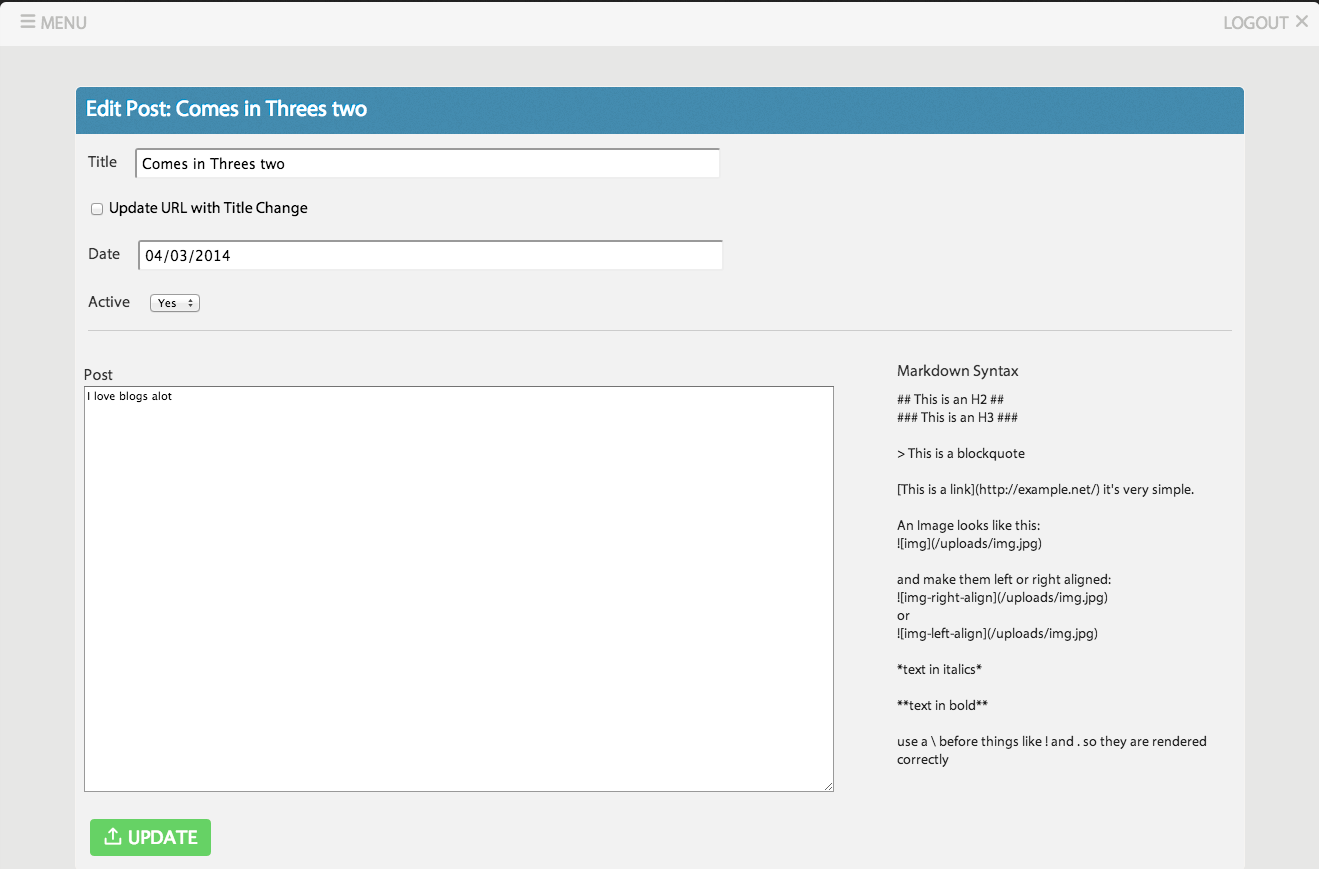 MENU
LOGOUT
Edit Post: Comes in Threes two
Title
Comes in Threes two
Update URL with Title Change
Date
04/03/2014
Active
Yes
Post
I love blogs alot
Markdown Syntax
## This is an H2 ##
### This is an H3 ###
> This is a blockquote
[This is a link](http://example.net/) it's very simple.
An Image looks like this:
![img](/uploads/img.jpg)
and make them left or right aligned:
![img-right-align](/uploads/img.jpg)
or
![img-left-align](/uploads/img.jpg)
*text in italics*
**text in bold**
use a \ before things like ! and . so they are rendered
correctly
UPDATE